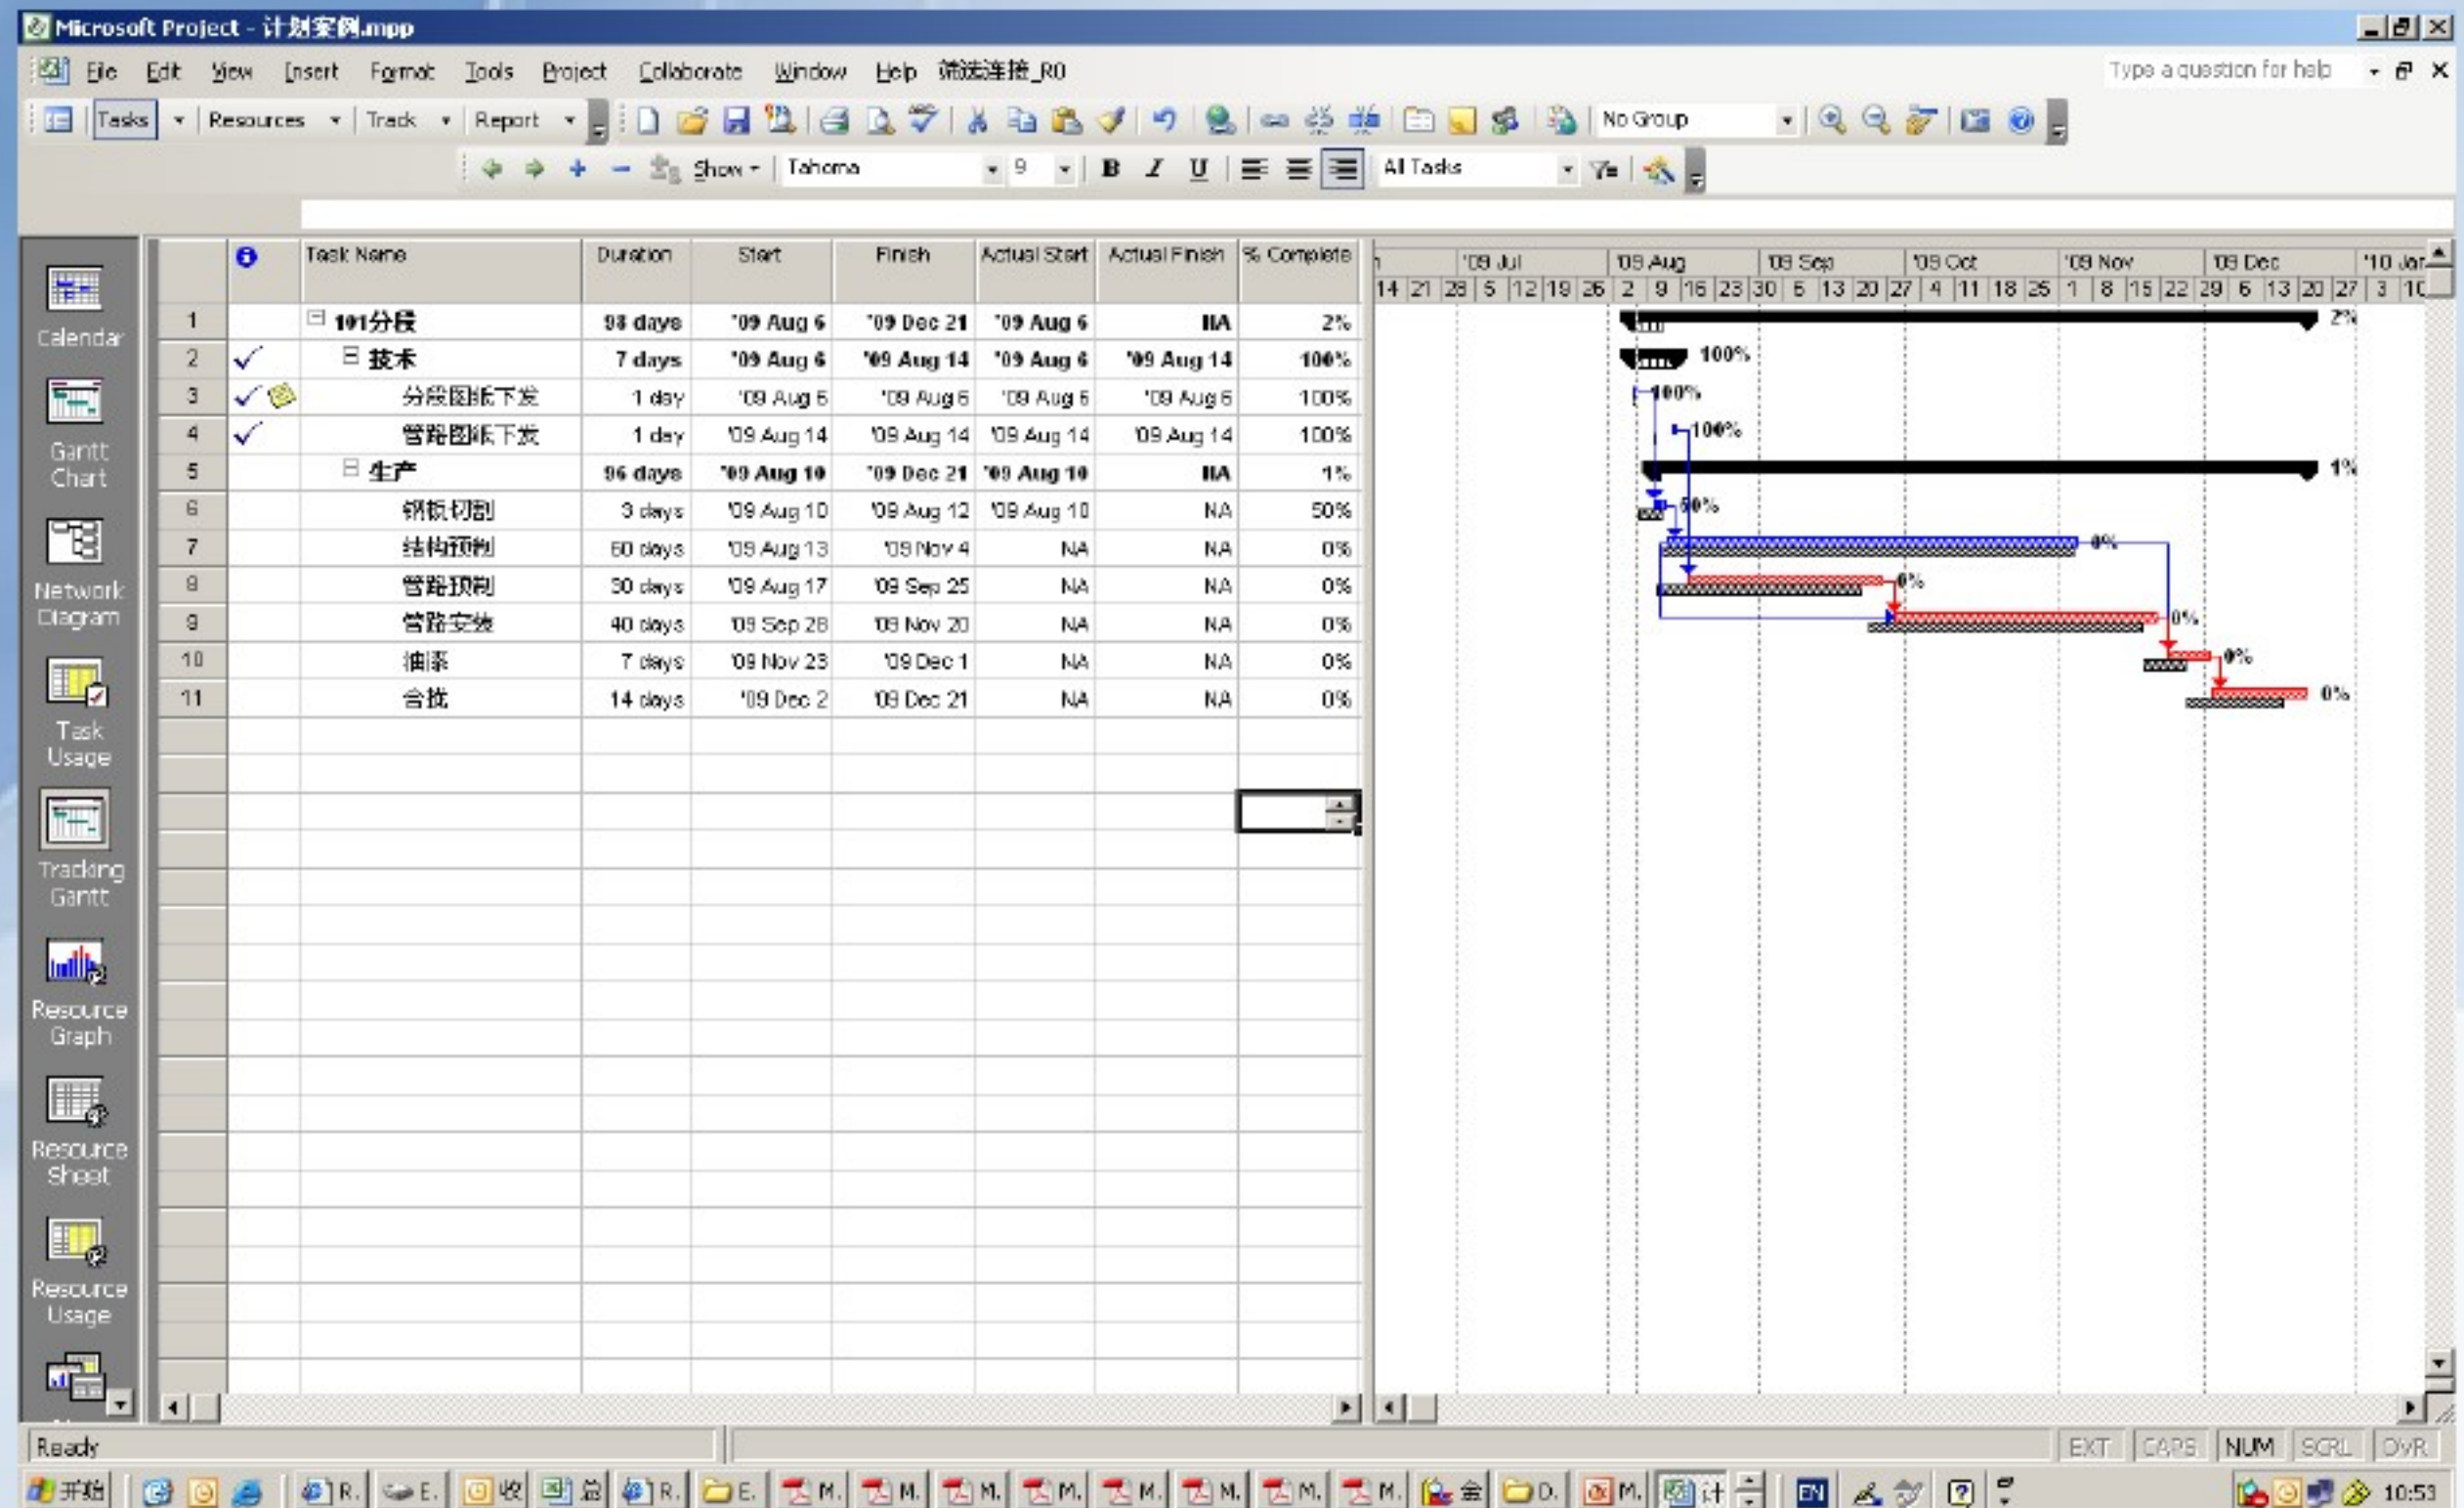 Microsoft Project - 计划案例.mpp
File Edit View Insert Format Tools Project Collaborate Window Help 筛选连接_R0 Type a question for help
Tasks Resources Track Report No Group
Show Tahoma 9 B I U All Tasks
Task Name Duration Start Finish Actual Start Actual Finish % Complete
'09 Jul '09 Aug '09 Sep '09 Oct '09 Nov '09 Dec '10 Jan
14 21 28 5 12 19 26 2 9 16 23 30 6 13 20 27 4 11 18 25 1 8 15 22 29 6 13 20 27 3 10
1 101分段 98 days '09 Aug 6 '09 Dec 21 '09 Aug 6 NA 2% 2%
2 技术 7 days '09 Aug 6 '09 Aug 14 '09 Aug 6 '09 Aug 14 100% 100%
3 分段图纸下发 1 day '09 Aug 6 '09 Aug 6 '09 Aug 6 '09 Aug 6 100% 100%
4 管路图纸下发 1 day '09 Aug 14 '09 Aug 14 '09 Aug 14 '09 Aug 14 100% 100%
5 生产 96 days '09 Aug 10 '09 Dec 21 '09 Aug 10 NA 1% 1%
6 钢板切割 3 days '09 Aug 10 '09 Aug 12 '09 Aug 10 NA 50% 50%
7 结构预制 60 days '09 Aug 13 '09 Nov 4 NA NA 0% 0%
8 管路预制 30 days '09 Aug 17 '09 Sep 25 NA NA 0% 0%
9 管路安装 40 days '09 Sep 28 '09 Nov 20 NA NA 0% 0%
10 油漆 7 days '09 Nov 23 '09 Dec 1 NA NA 0% 0%
11 合拢 14 days '09 Dec 2 '09 Dec 21 NA NA 0% 0%
Calendar
Gantt
Chart
Network
Diagram
Task
Usage
Tracking
Gantt
Resource
Graph
Resource
Sheet
Resource
Usage
Ready EXT CAPS NUM SCRL OVR
开始 R. E. 收 总 R. E. M. M. M. M. M. M. M. M. 金 D. M. 计 EN 10:53